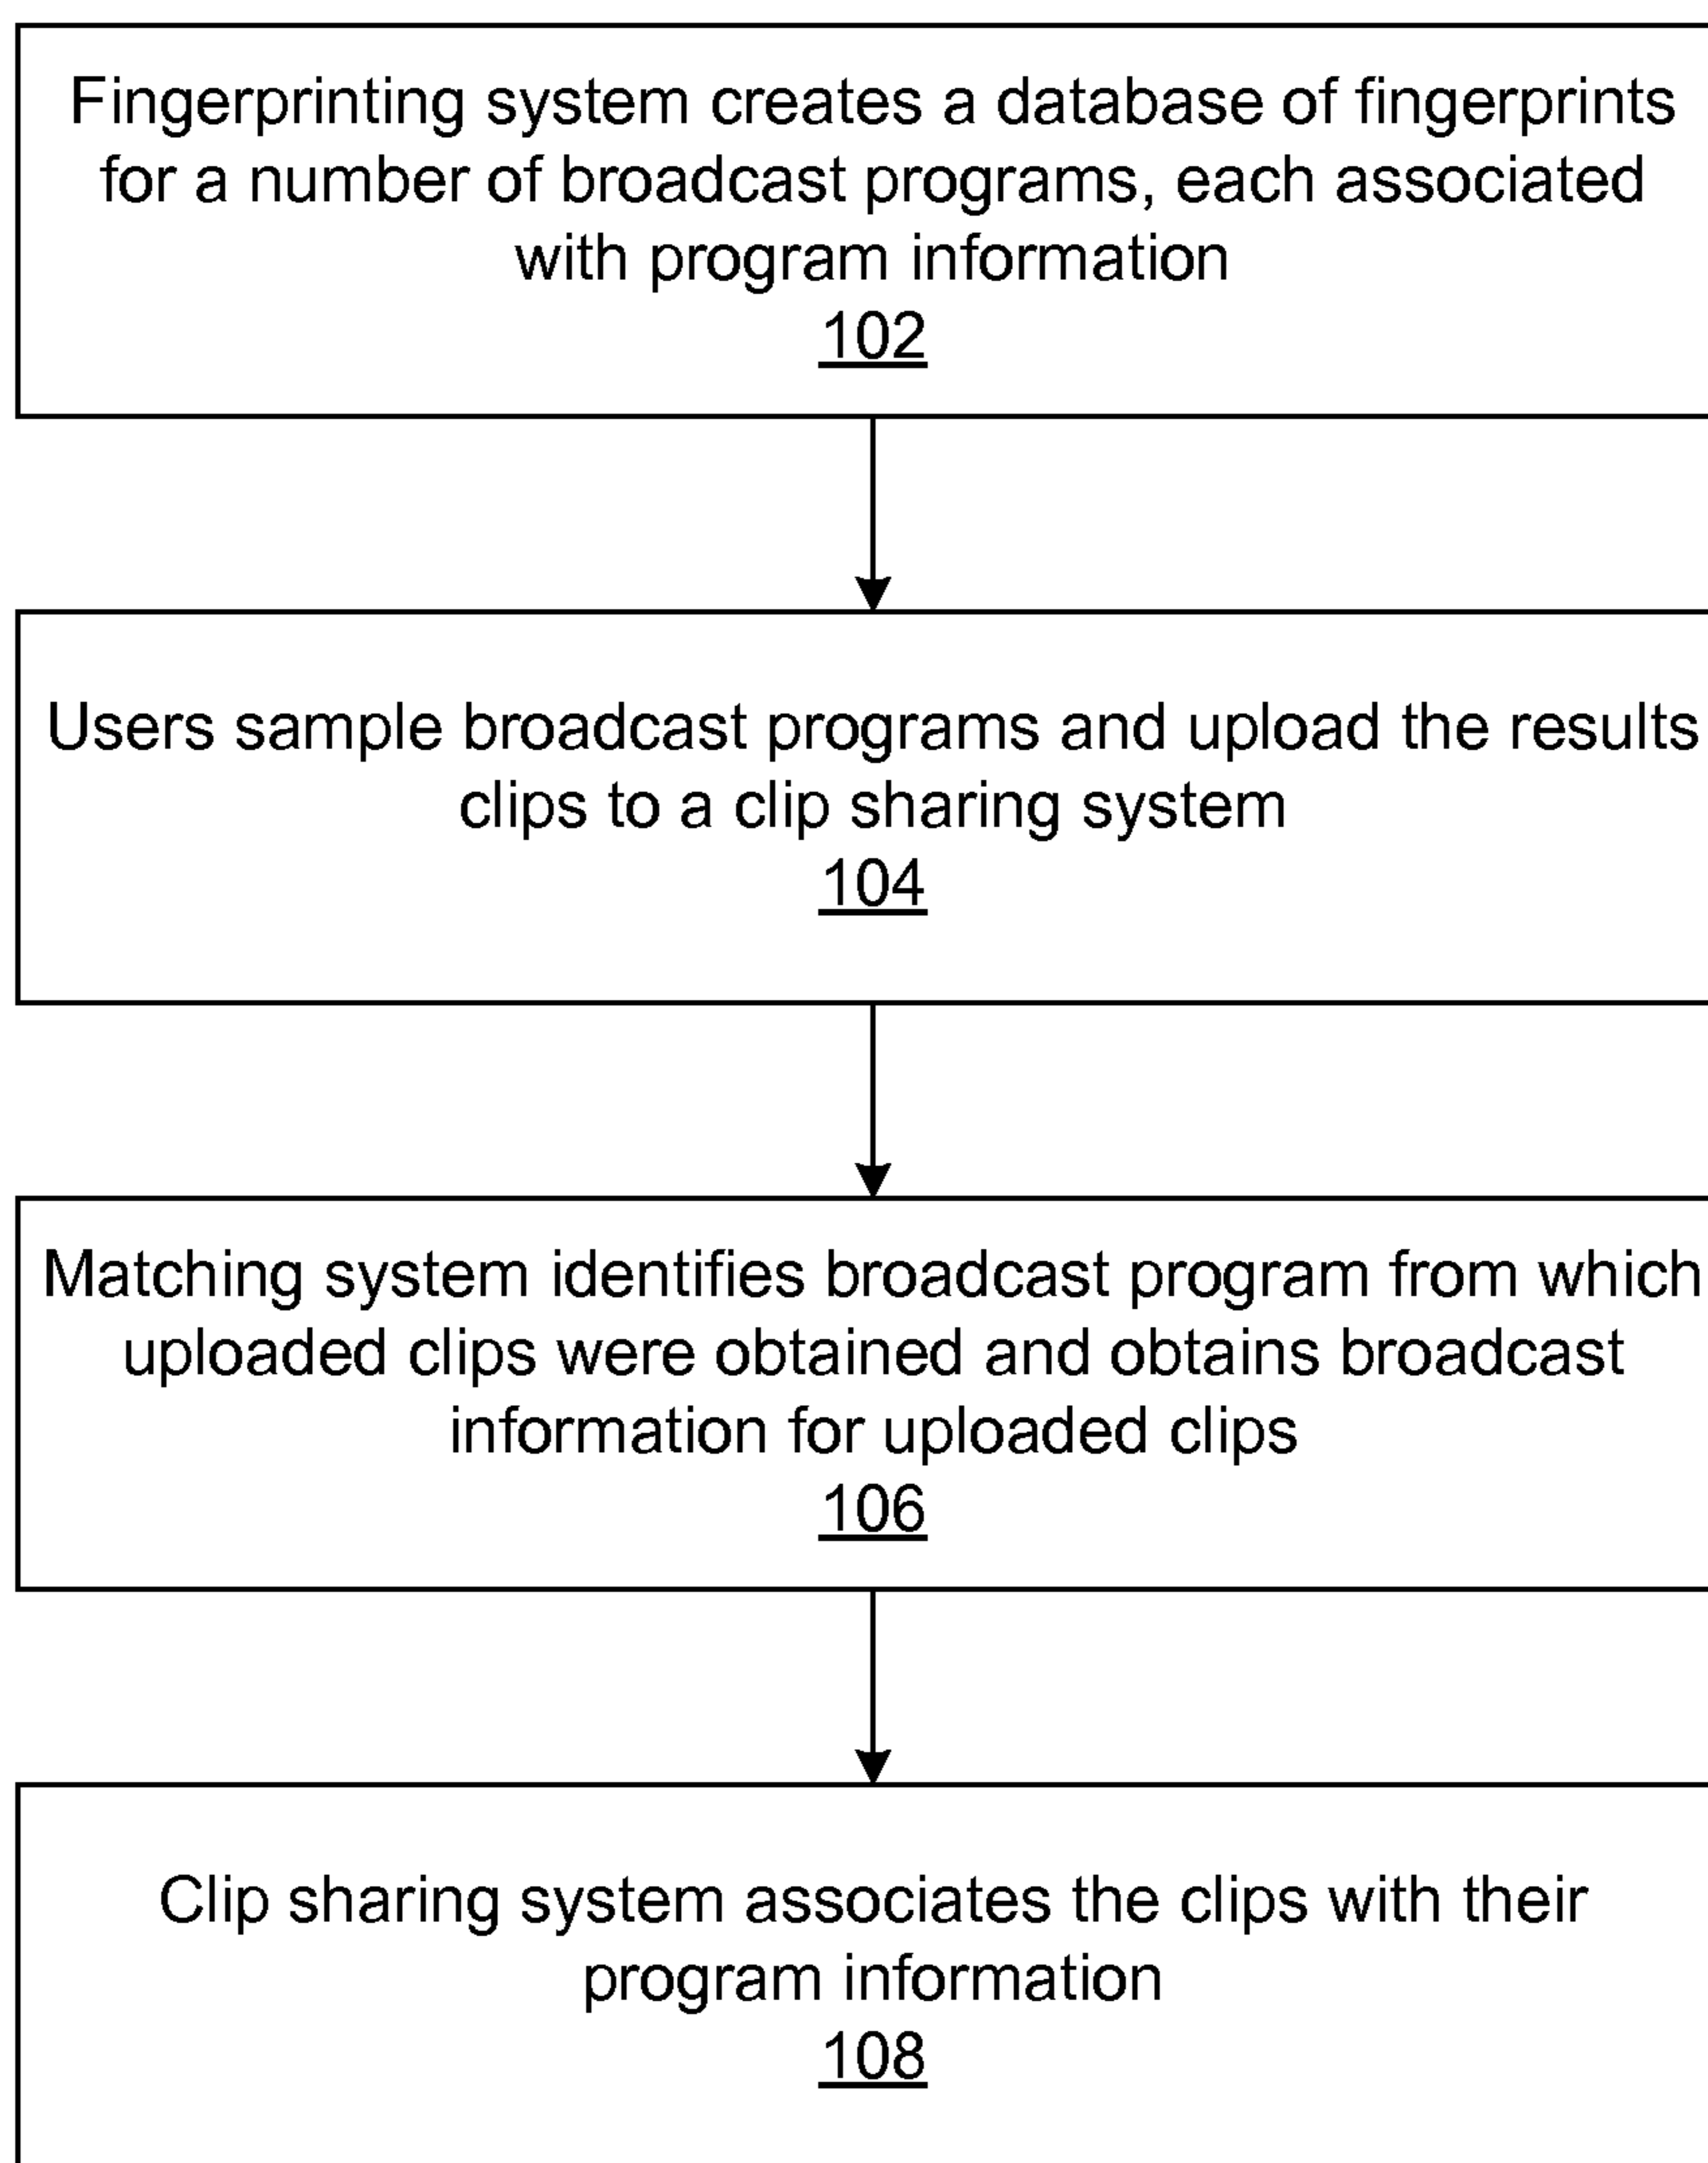 Fingerprinting system creates a database of fingerprints
for a number of broadcast programs, each associated
with program information
102
Users sample broadcast programs and upload the results
clips to a clip sharing system
104
Matching system identifies broadcast program from which
uploaded clips were obtained and obtains broadcast
information for uploaded clips
106
Clip sharing system associates the clips with their
program information
108